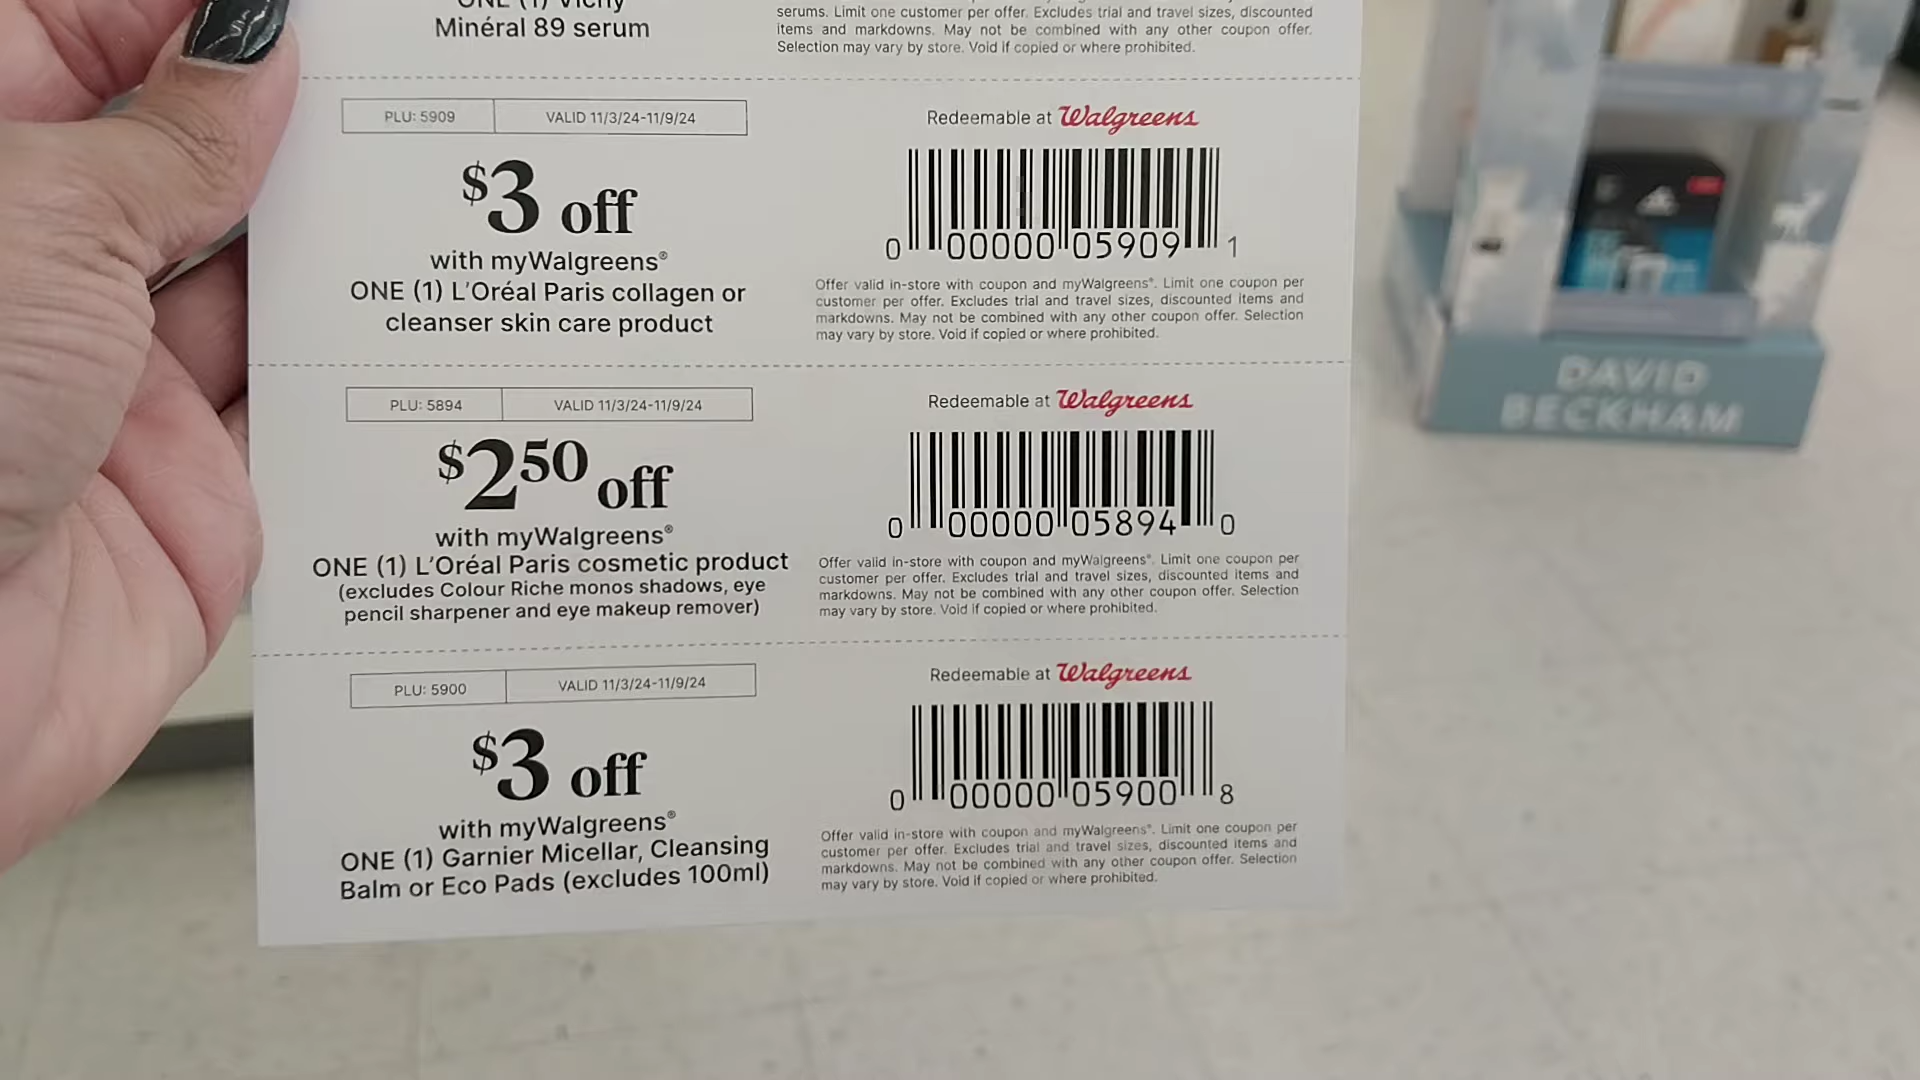 ONE (1) Vichy
Minéral 89 serum
serums. Limit one customer per offer. Excludes trial and travel sizes, discounted
items and markdowns. May not be combined with any other coupon offer.
Selection may vary by store. Void if copied or where prohibited.
PLU: 5909
VALID 11/3/24-11/9/24
$3 off
with myWalgreens®
ONE (1) L'Oréal Paris collagen or
cleanser skin care product
Redeemable at Walgreens
0 00000 05909 1
Offer valid in-store with coupon and myWalgreens®. Limit one coupon per
customer per offer. Excludes trial and travel sizes, discounted items and
markdowns. May not be combined with any other coupon offer. Selection
may vary by store. Void if copied or where prohibited.
PLU: 5894
VALID 11/3/24-11/9/24
$250 off
with myWalgreens®
ONE (1) L'Oréal Paris cosmetic product
(excludes Colour Riche monos shadows, eye
pencil sharpener and eye makeup remover)
Redeemable at Walgreens
0 00000 05894 0
Offer valid in-store with coupon and myWalgreens®. Limit one coupon per
customer per offer. Excludes trial and travel sizes, discounted items and
markdowns. May not be combined with any other coupon offer. Selection
may vary by store. Void if copied or where prohibited.
PLU: 5900
VALID 11/3/24-11/9/24
$3 off
with myWalgreens®
ONE (1) Garnier Micellar, Cleansing
Balm or Eco Pads (excludes 100ml)
Redeemable at Walgreens
0 00000 05900 8
Offer valid in-store with coupon and myWalgreens®. Limit one coupon per
customer per offer. Excludes trial and travel sizes, discounted items and
markdowns. May not be combined with any other coupon offer. Selection
may vary by store. Void if copied or where prohibited.
DAVID
BECKHAM